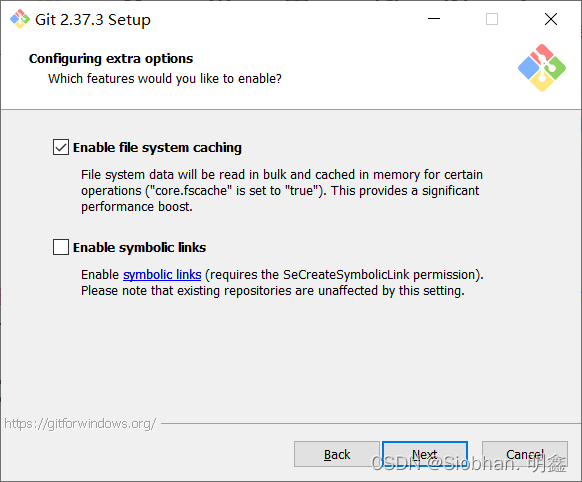 Git 2.37.3 Setup
Configuring extra options
Which features would you like to enable?
Enable file system caching
File system data will be read in bulk and cached in memory for certain
operations ("core.fscache" is set to "true"). This provides a significant
performance boost.
Enable symbolic links
Enable symbolic links (requires the SeCreateSymbolicLink permission).
Please note that existing repositories are unaffected by this setting.
https://gitforwindows.org/
Back Next Cancel
CSDN @Siobhan. 明鑫